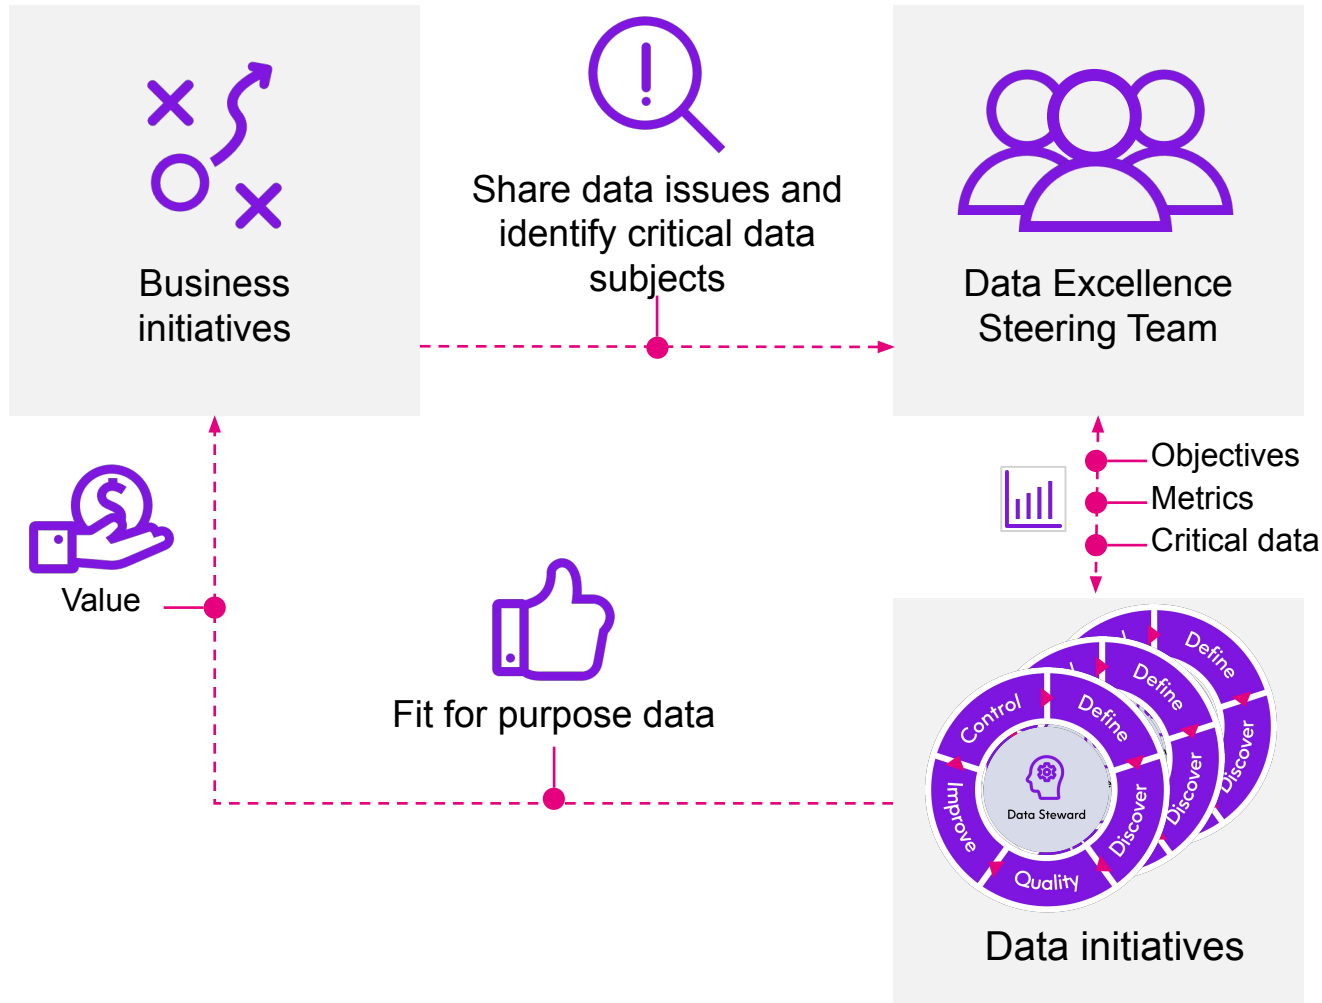 Share data issues and
identify critical data
subjects
Business
initiatives
Data Excellence
Steering Team
Objectives
Metrics
Critical data
Value
Fit for purpose data
Define
Discover
Define
Discover
Control
Define
Discover
Quality
Improve
Data Steward
Data initiatives